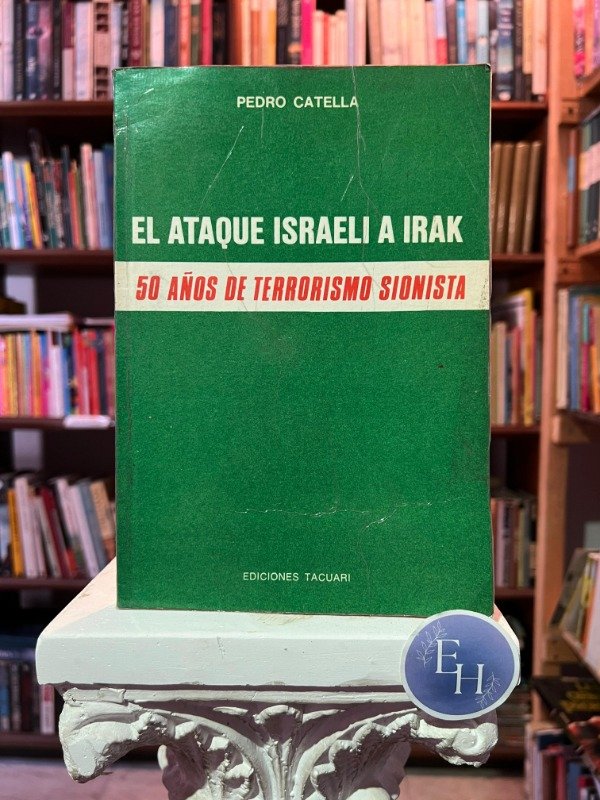 PEDRO CATELLA
EL ATAQUE ISRAELI A IRAK
50 AÑOS DE TERRORISMO SIONISTA
EDICIONES TACUARI
EH